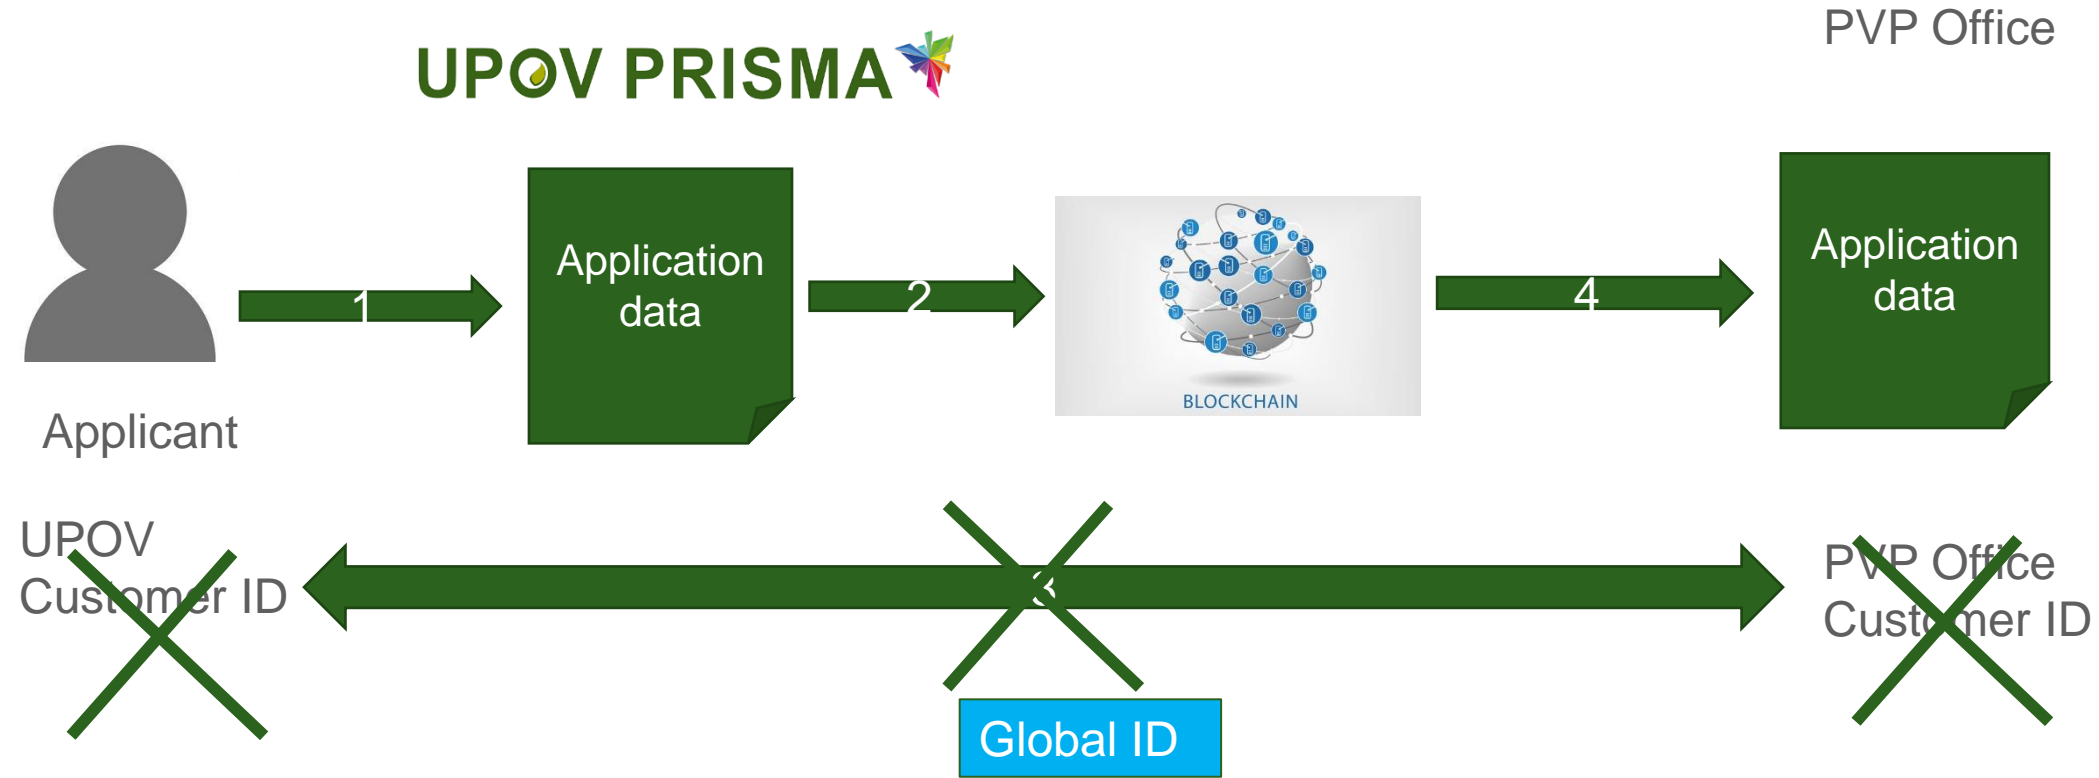 PVP Office
UPOV PRISMA
Applicant
1
Application
data
2
BLOCKCHAIN
4
Application
data
UPOV
Customer ID
3
PVP Office
Customer ID
Global ID